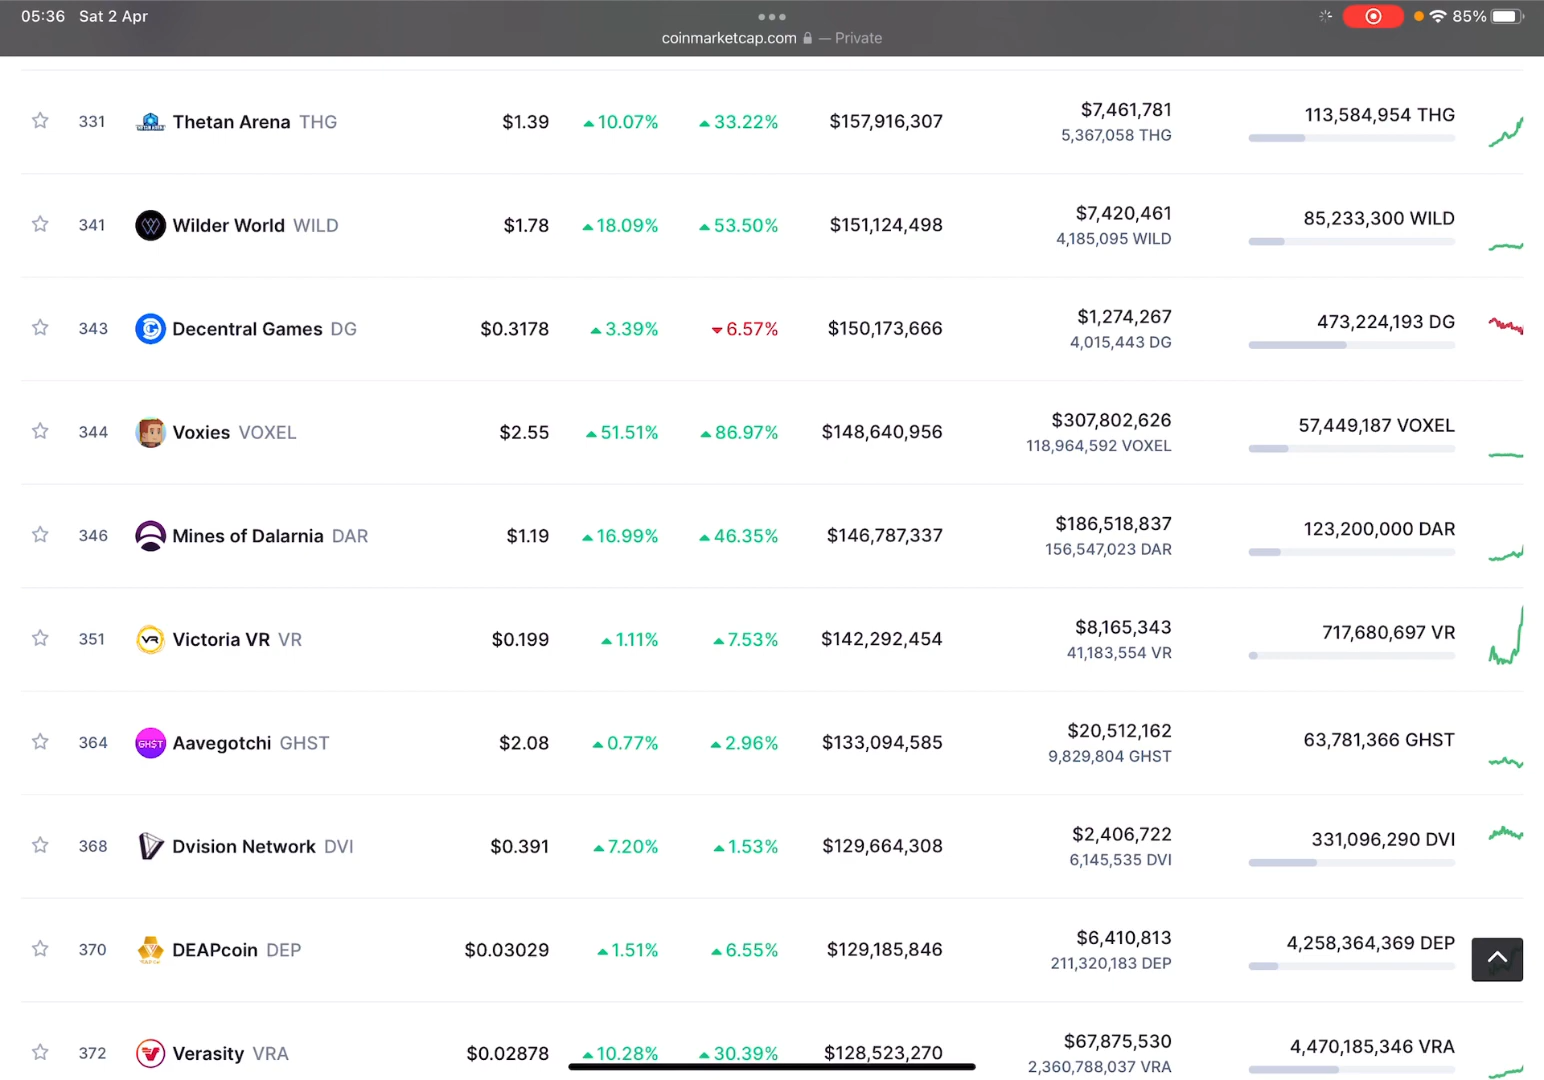 05:36 Sat 2 Apr
85%
coinmarketcap.com — Private
331 Thetan Arena THG $1.39 10.07% 33.22% $157,916,307 $7,461,781 113,584,954 THG
5,367,058 THG
341 Wilder World WILD $1.78 18.09% 53.50% $151,124,498 $7,420,461 85,233,300 WILD
4,185,095 WILD
343 Decentral Games DG $0.3178 3.39% 6.57% $150,173,666 $1,274,267 473,224,193 DG
4,015,443 DG
344 Voxies VOXEL $2.55 51.51% 86.97% $148,640,956 $307,802,626 57,449,187 VOXEL
118,964,592 VOXEL
346 Mines of Dalarnia DAR $1.19 16.99% 46.35% $146,787,337 $186,518,837 123,200,000 DAR
156,547,023 DAR
351 VR Victoria VR VR $0.199 1.11% 7.53% $142,292,454 $8,165,343 717,680,697 VR
41,183,554 VR
364 GHST Aavegotchi GHST $2.08 0.77% 2.96% $133,094,585 $20,512,162 63,781,366 GHST
9,829,804 GHST
368 Dvision Network DVI $0.391 7.20% 1.53% $129,664,308 $2,406,722 331,096,290 DVI
6,145,535 DVI
370 DEAPcoin DEP $0.03029 1.51% 6.55% $129,185,846 $6,410,813 4,258,364,369 DEP
211,320,183 DEP
372 Verasity VRA $0.02878 10.28% 30.39% $128,523,270 $67,875,530 4,470,185,346 VRA
2,360,788,037 VRA